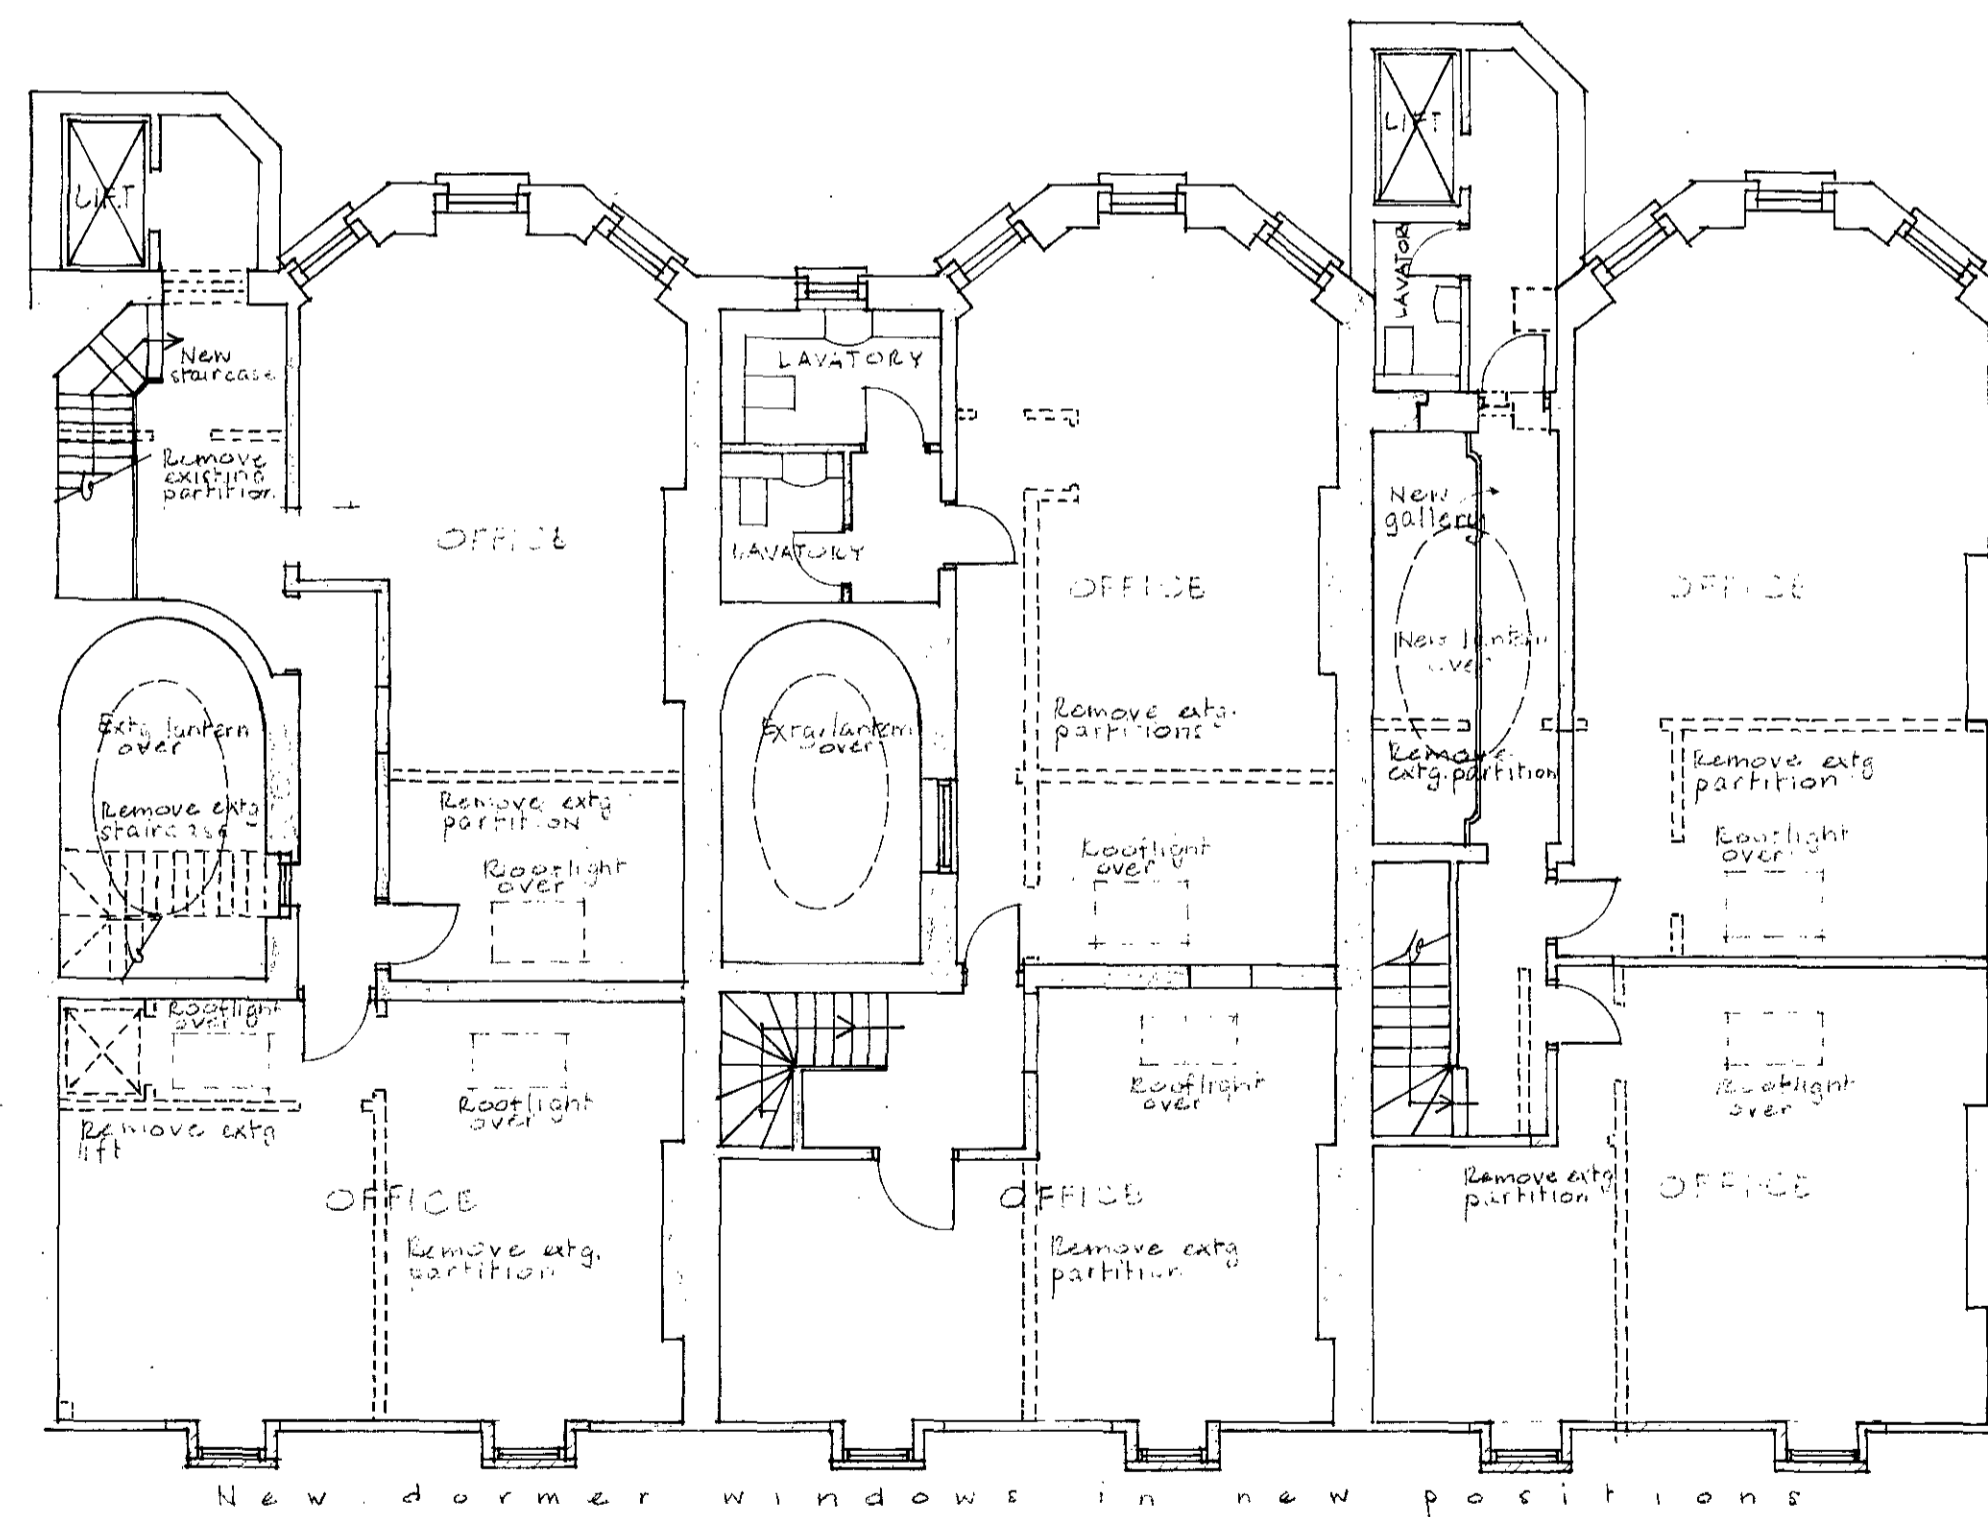 LIFT
LIFT
LAVATORY
New
staircase
LAVATORY
Remove
existing
partition
New
gallery
OFFICE
LAVATORY
OFFICE
OFFICE
New lantern
over
Extg lantern
over
Remove extg.
partitions
Remove
extg. partition
Remove extg
partition
Remove extg
staircase
Remove extg
partition
Rooflight
over
Rooflight
over
Rooflight
over
Rooflight
over
Rooflight
over
Rooflight
over
Rooflight
over
Remove extg
lift
OFFICE
OFFICE
Remove extg
partition
OFFICE
Remove extg.
partition
Remove extg
partition
New dormer windows in new positions